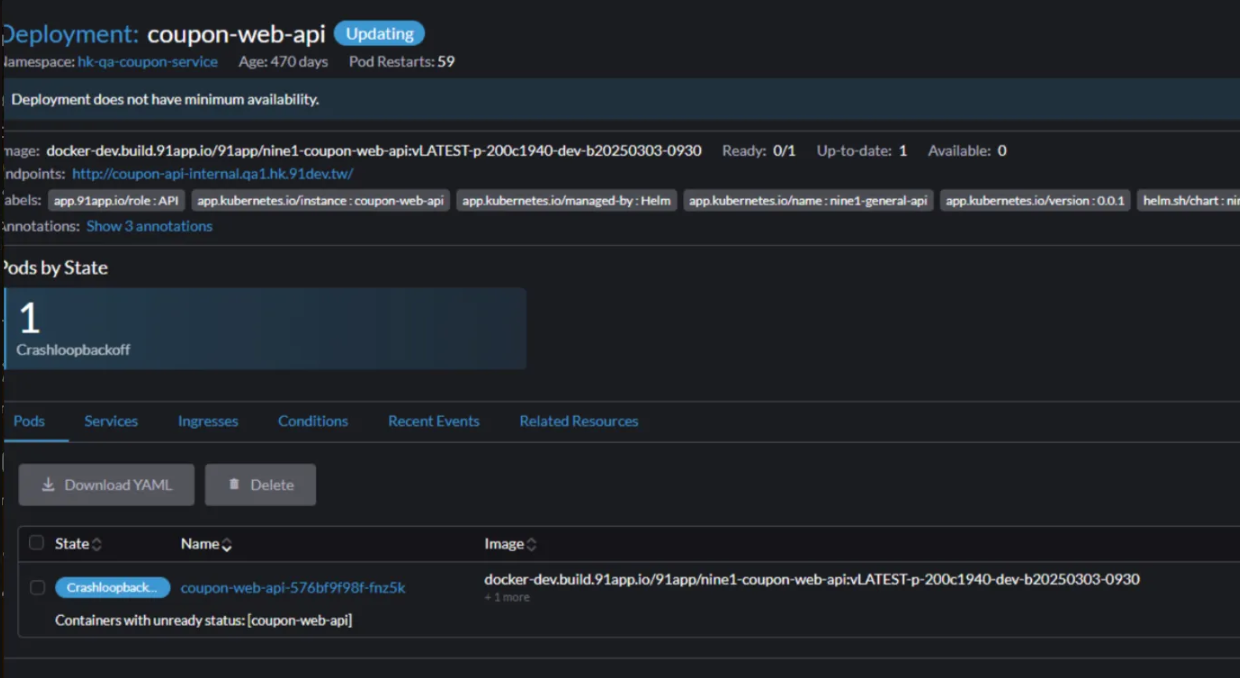 Deployment: coupon-web-api Updating
Namespace: hk-qa-coupon-service Age: 470 days Pod Restarts: 59
Deployment does not have minimum availability.
Image: docker-dev.build.91app.io/91app/nine1-coupon-web-api:vLATEST-p-200c1940-dev-b20250303-0930 Ready: 0/1 Up-to-date: 1 Available: 0
Endpoints: http://coupon-api-internal.qa1.hk.91dev.tw/
Labels: app.91app.io/role : API app.kubernetes.io/instance : coupon-web-api app.kubernetes.io/managed-by : Helm app.kubernetes.io/name : nine1-general-api app.kubernetes.io/version : 0.0.1 helm.sh/chart : nin
Annotations: Show 3 annotations
Pods by State
1
Crashloopbackoff
Pods Services Ingresses Conditions Recent Events Related Resources
Download YAML Delete
State Name Image
Crashloopback... coupon-web-api-576bf9f98f-fnz5k docker-dev.build.91app.io/91app/nine1-coupon-web-api:vLATEST-p-200c1940-dev-b20250303-0930
+ 1 more
Containers with unready status: [coupon-web-api]